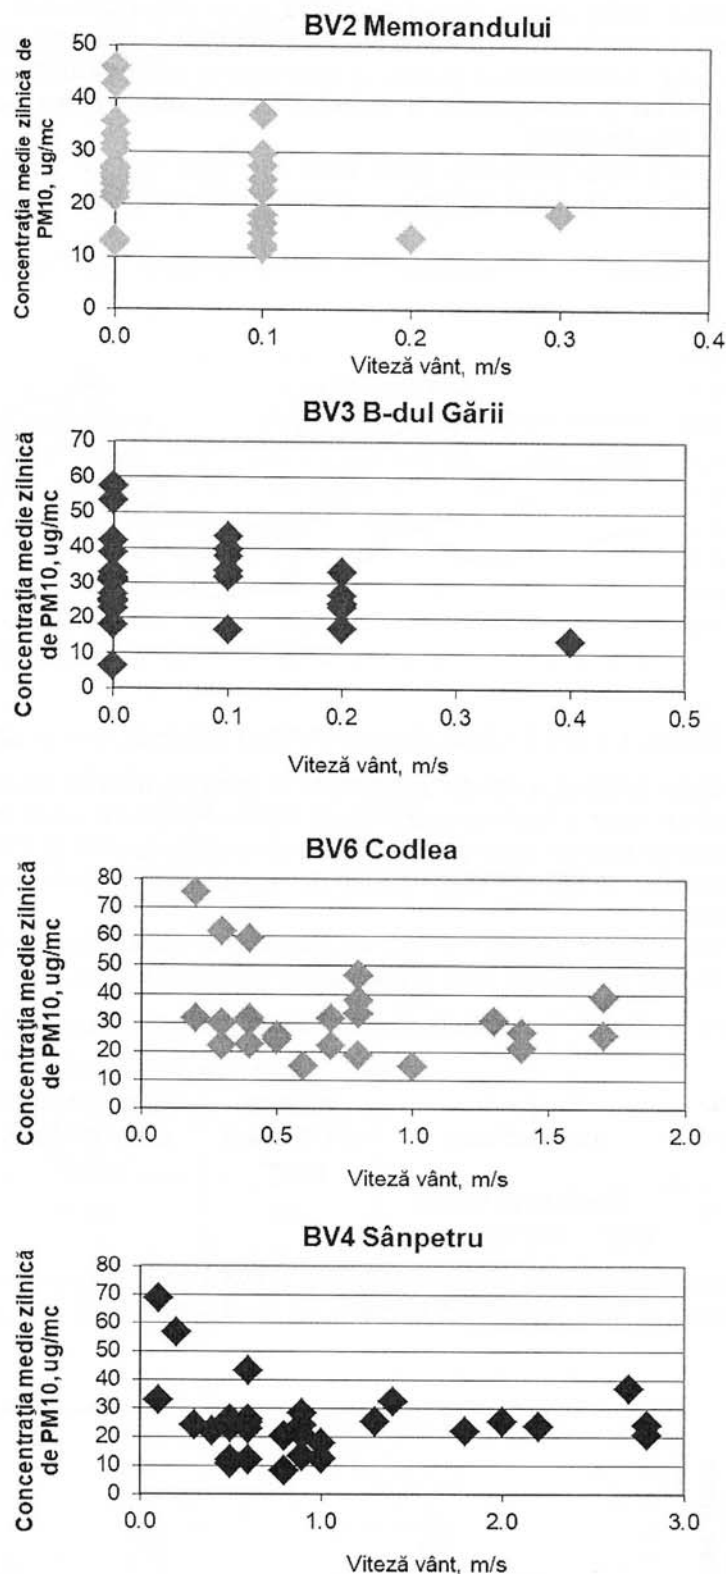 BV2 Memorandului
Concentraţia medie zilnică de
PM10, ug/mc
50
40
30
20
10
0
0.0 0.1 0.2 0.3 0.4
Viteză vânt, m/s
BV3 B-dul Gării
Concentraţia medie zilnică
de PM10, ug/mc
70
60
50
40
30
20
10
0
0.0 0.1 0.2 0.3 0.4 0.5
Viteză vânt, m/s
BV6 Codlea
Concentraţia medie zilnică
de PM10, ug/mc
80
70
60
50
40
30
20
10
0
0.0 0.5 1.0 1.5 2.0
Viteză vânt, m/s
BV4 Sânpetru
Concentraţia medie zilnică
de PM10, ug/mc
80
70
60
50
40
30
20
10
0
0.0 1.0 2.0 3.0
Viteză vânt, m/s